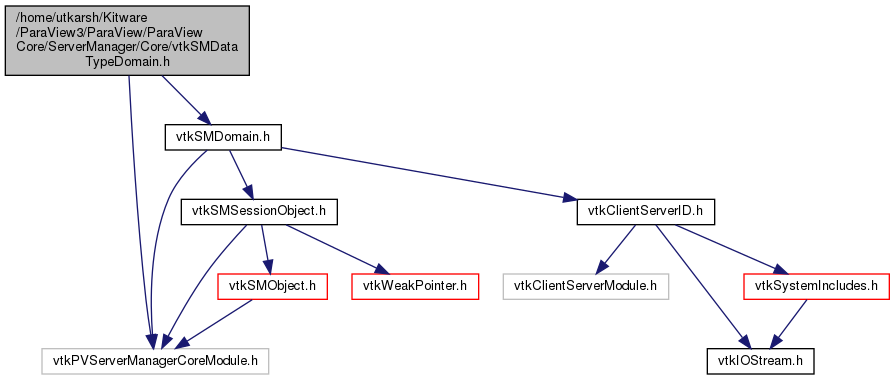 /home/utkarsh/Kitware
/ParaView3/ParaView/ParaView
Core/ServerManager/Core/vtkSMData
TypeDomain.h
vtkSMDomain.h
vtkSMSessionObject.h
vtkClientServerID.h
vtkSMObject.h
vtkWeakPointer.h
vtkClientServerModule.h
vtkSystemIncludes.h
vtkPVServerManagerCoreModule.h
vtkIOStream.h